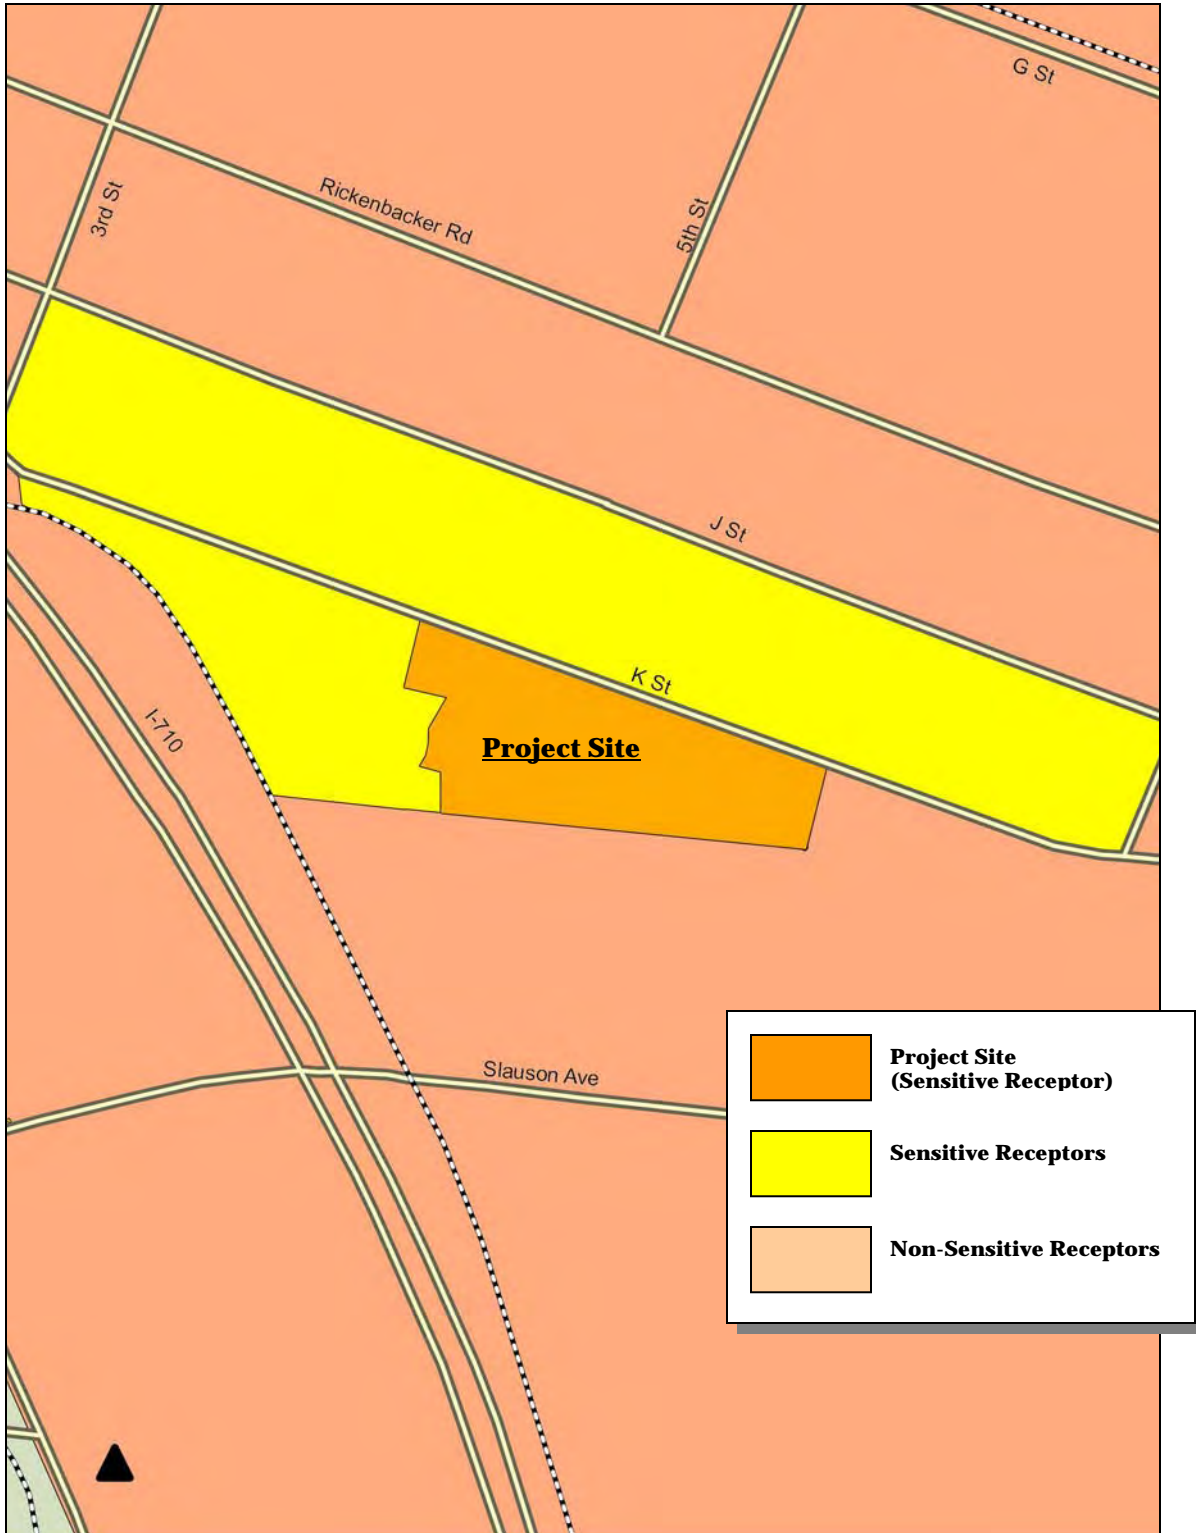 G St
Rickenbacker Rd
3rd St
5th St
J St
K St
I-710
Project Site
Slauson Ave
Project Site
(Sensitive Receptor)
Sensitive Receptors
Non-Sensitive Receptors